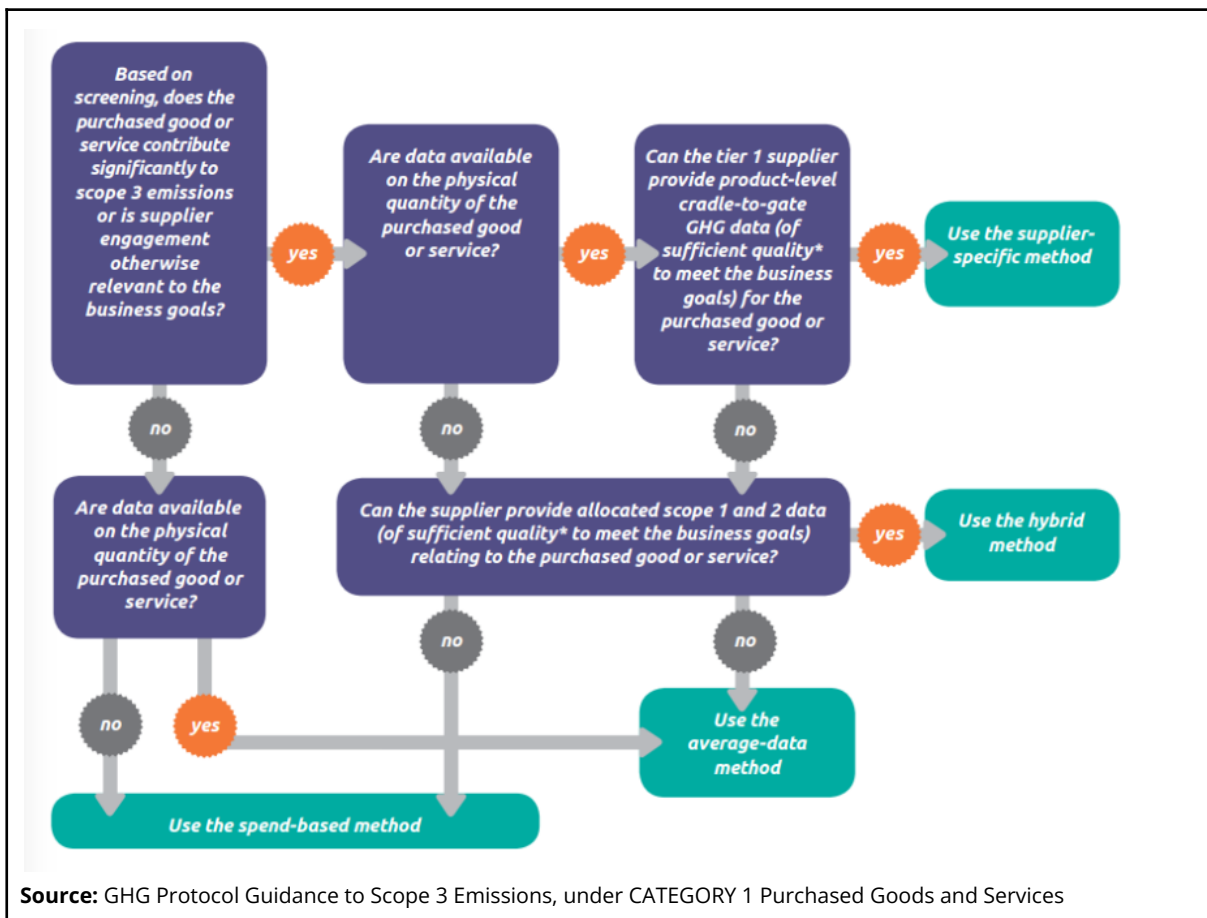 Based on
screening, does the
purchased good or
service contribute
significantly to
scope 3 emissions
or is supplier
engagement
otherwise
relevant to the
business goals?
yes
Are data available
on the physical
quantity of the
purchased good
or service?
yes
Can the tier 1 supplier
provide product-level
cradle-to-gate
GHG data (of
sufficient quality*
to meet the business
goals) for the
purchased good or
service?
yes
Use the supplier-
specific method
no
no
no
Are data available
on the physical
quantity of the
purchased good or
service?
Can the supplier provide allocated scope 1 and 2 data
(of sufficient quality* to meet the business goals)
relating to the purchased good or service?
yes
Use the hybrid
method
no
yes
no
no
Use the
average-data
method
Use the spend-based method
Source: GHG Protocol Guidance to Scope 3 Emissions, under CATEGORY 1 Purchased Goods and Services